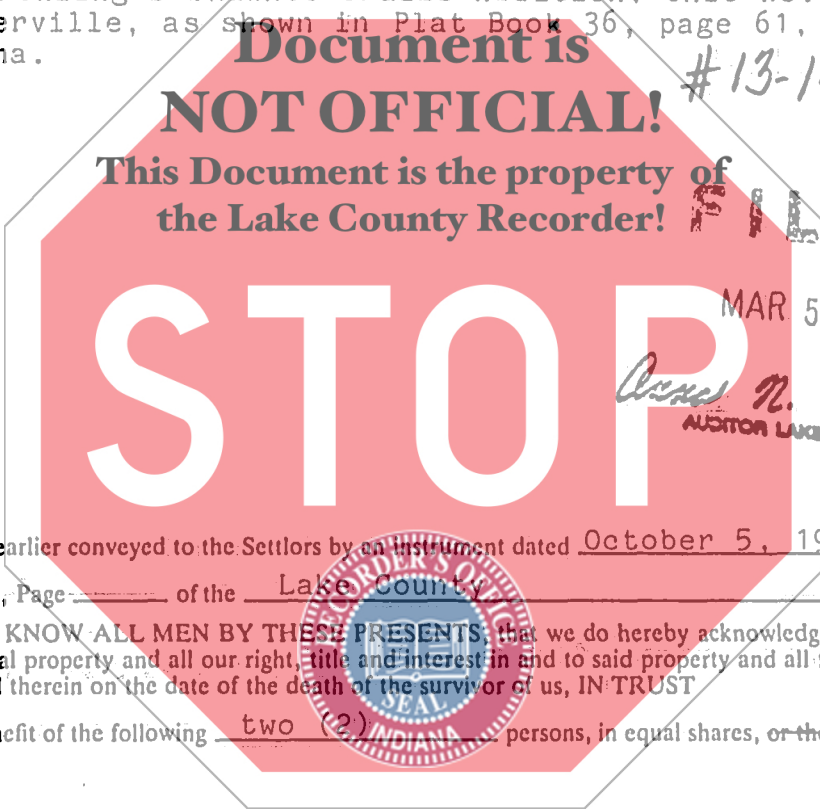 erville, as shown in Plat Book 36, page 61,
na.
Document is
NOT OFFICIAL!
#13-1
This Document is the property of
the Lake County Recorder!
FIL
MAR 5
STOP
Anna N.
AUDITOR LAKE
earlier conveyed to the Settlors by an instrument dated October 5, 19
, Page of the Lake County
KNOW ALL MEN BY THESE PRESENTS, that we do hereby acknowledg
al property and all our right, title and interest in and to said property and all
therein on the date of the death of the survivor of us, IN TRUST
efit of the following two (2) persons, in equal shares, or the
RECORDER'S OFFIC
SEAL
INDIANA